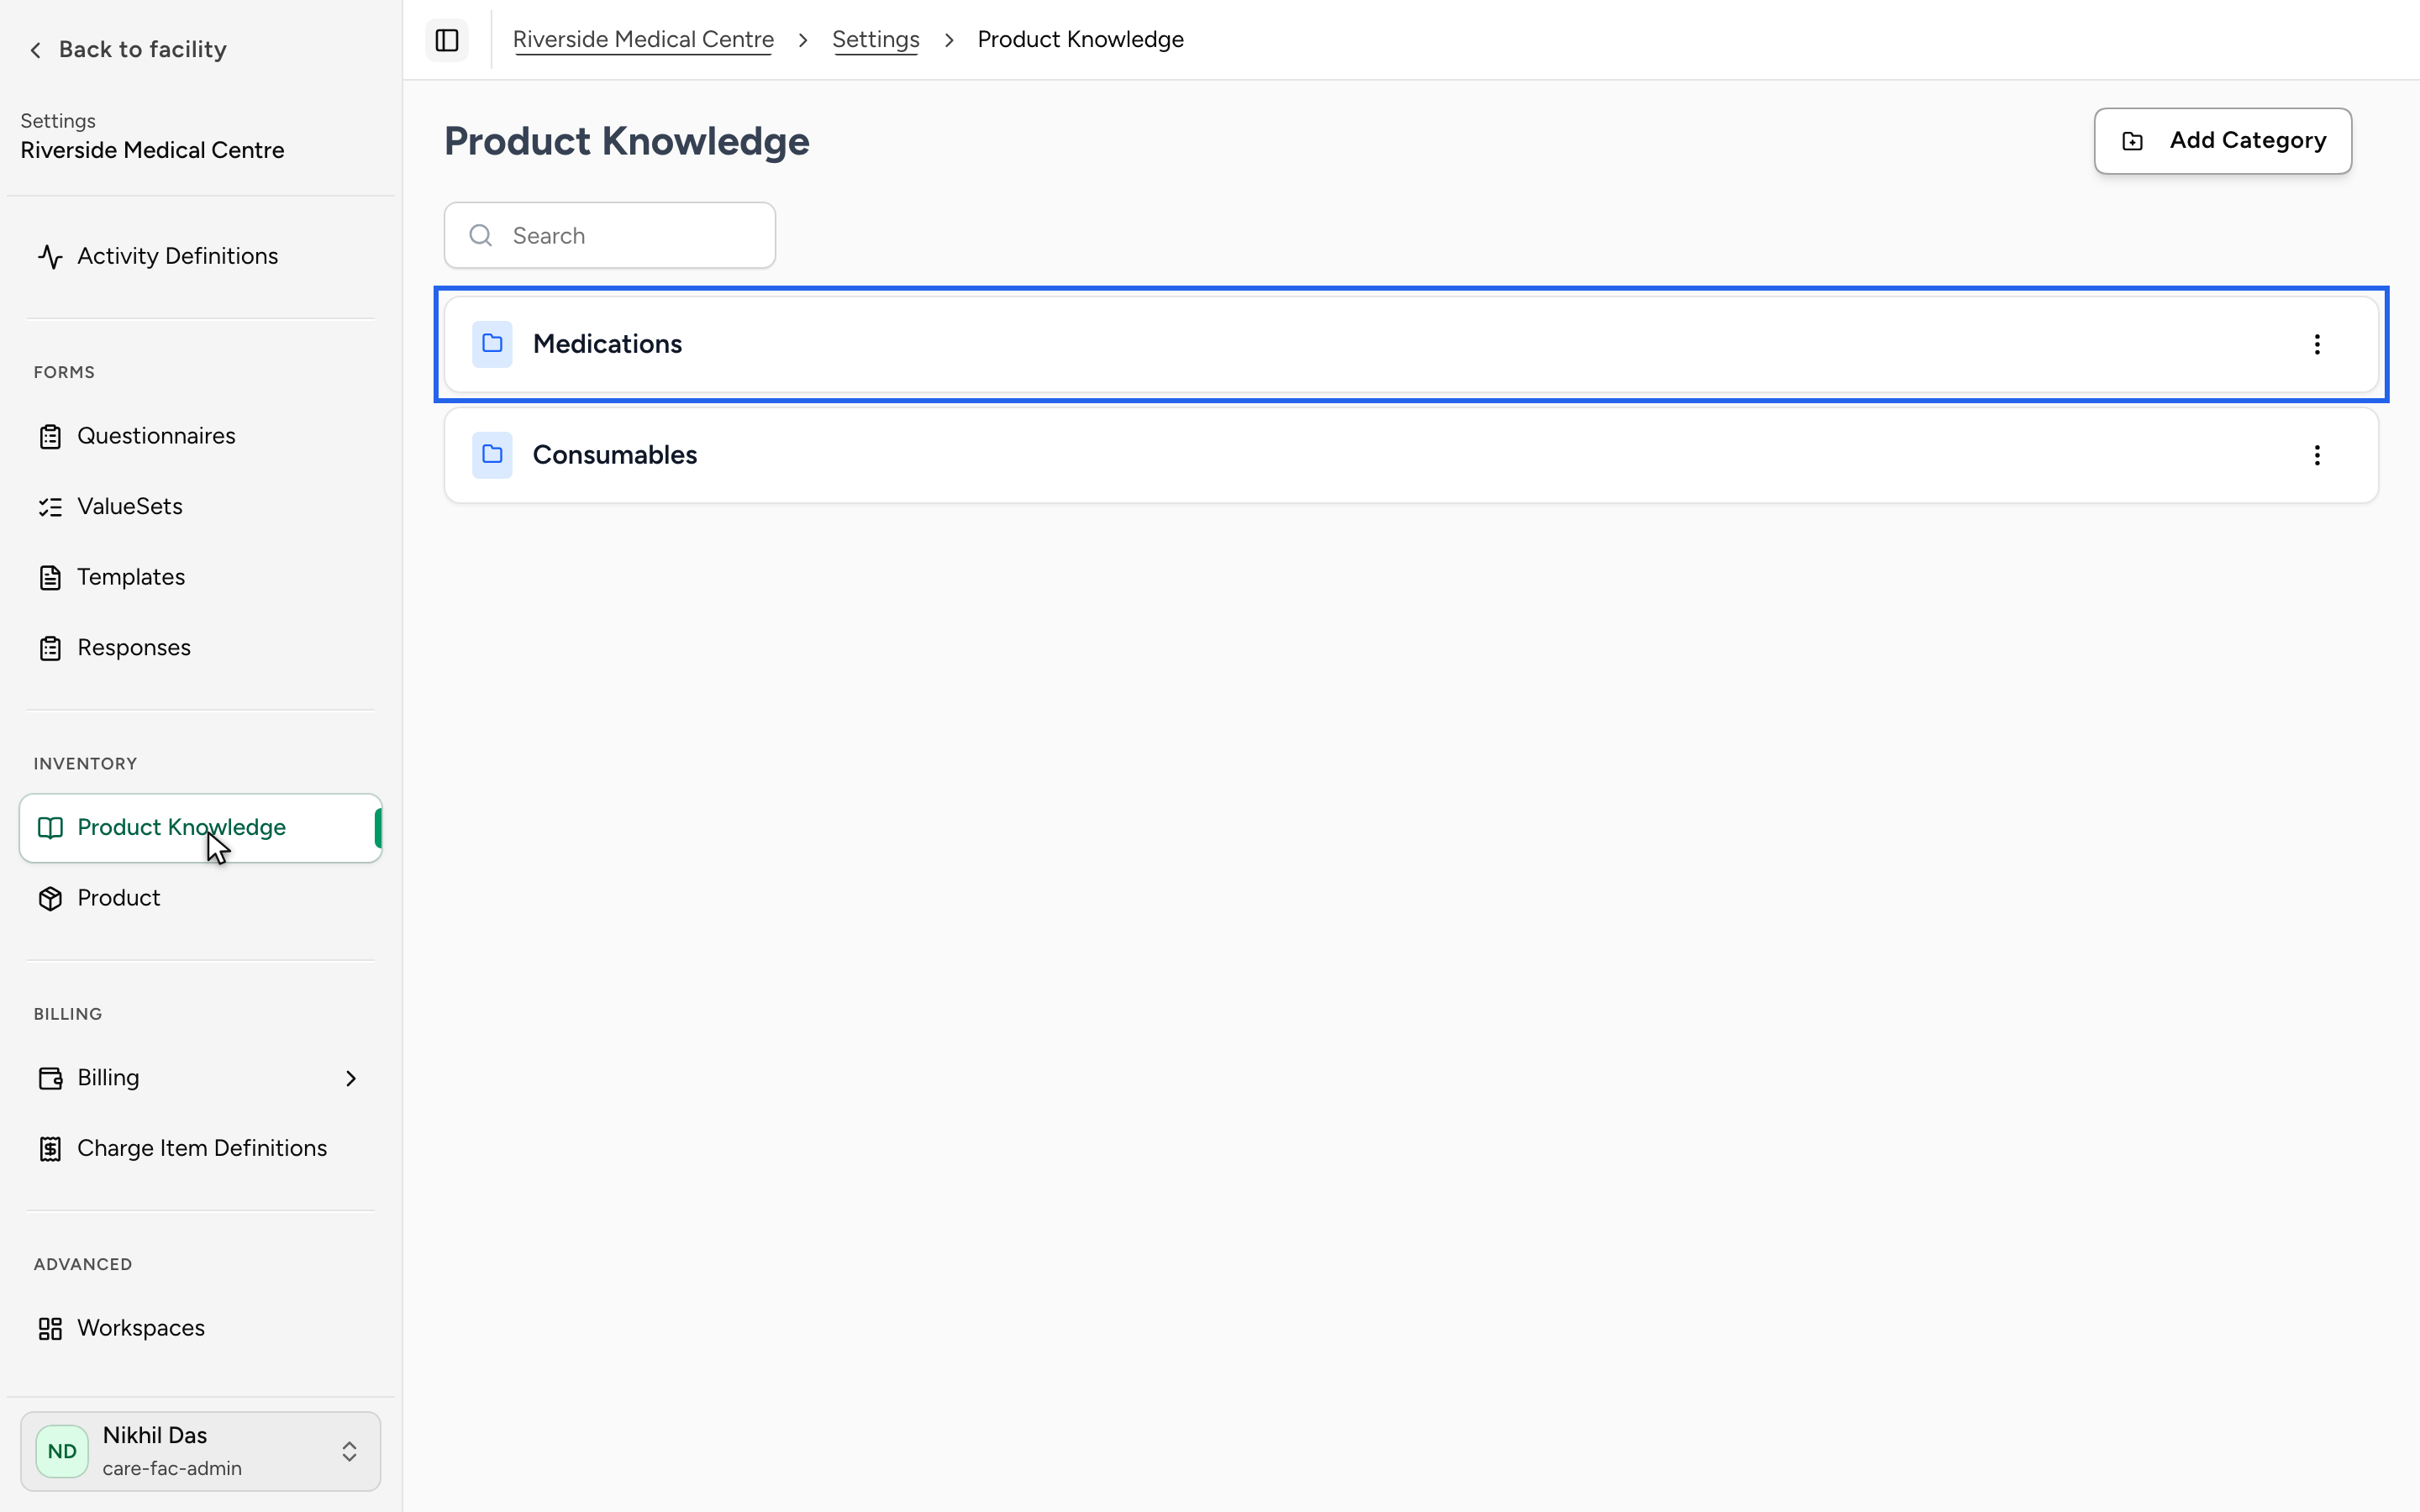 Back to facility
Settings
Riverside Medical Centre
Activity Definitions
FORMS
Questionnaires
ValueSets
Templates
Responses
INVENTORY
Product Knowledge
Product
BILLING
Billing
Charge Item Definitions
ADVANCED
Workspaces
ND
Nikhil Das
care-fac-admin
Riverside Medical Centre > Settings > Product Knowledge
Product Knowledge
Add Category
Search
Medications
Consumables